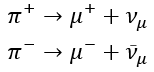 π⁺ → μ⁺ + ν_μ
π⁻ → μ⁻ + ν̄_μ